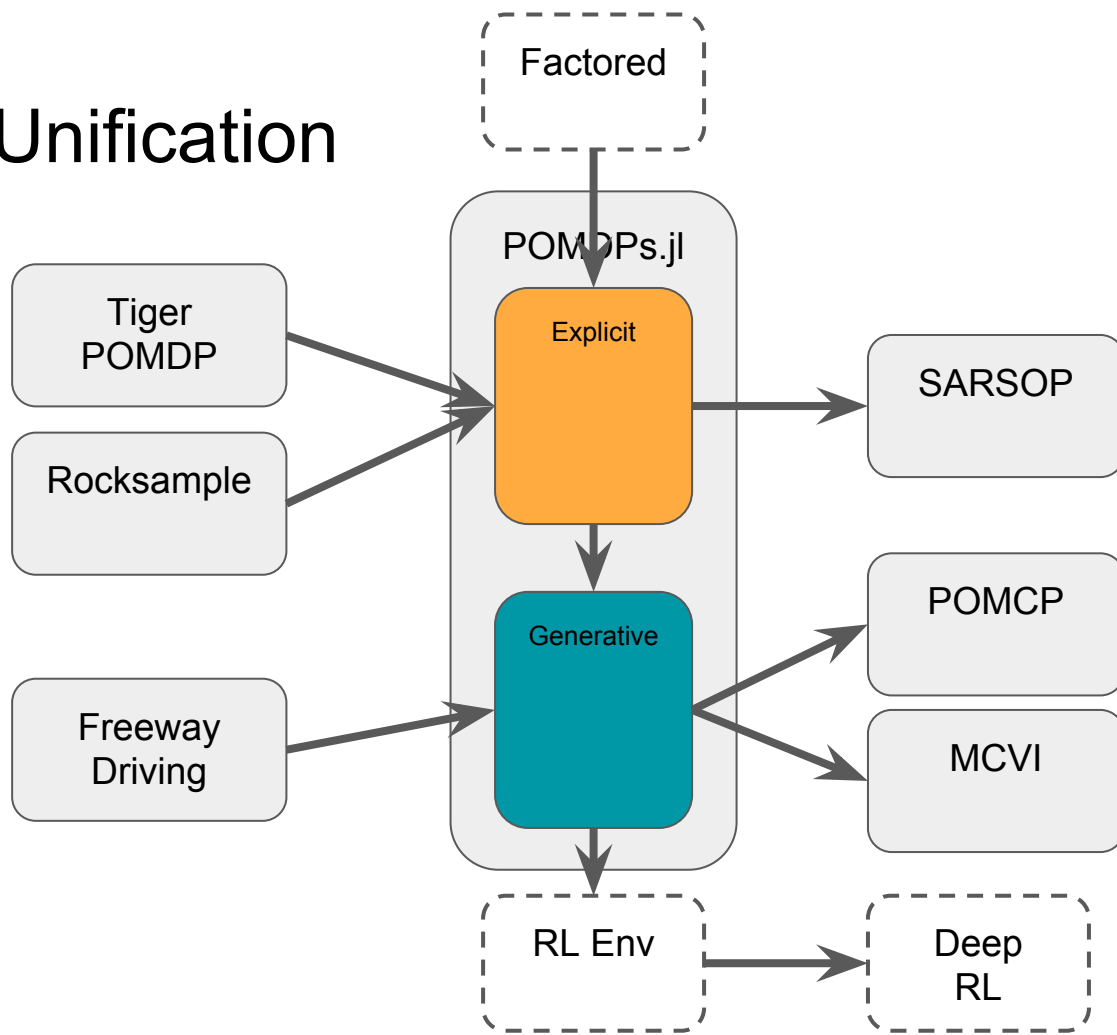 Factored
Unification
POMDPs.jl
Tiger
POMDP
Explicit
SARSOP
Rocksample
POMCP
Generative
Freeway
Driving
MCVI
RL Env
Deep
RL